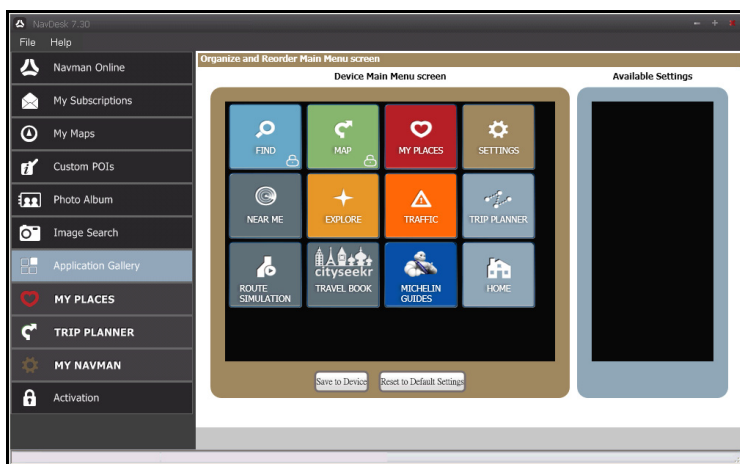 NavDesk 7.30
File Help
Navman Online
My Subscriptions
My Maps
Custom POIs
Photo Album
Image Search
Application Gallery
MY PLACES
TRIP PLANNER
MY NAVMAN
Activation
Organize and Reorder Main Menu screen
Device Main Menu screen
Available Settings
FIND
MAP
MY PLACES
SETTINGS
NEAR ME
EXPLORE
TRAFFIC
TRIP PLANNER
ROUTE
SIMULATION
cityseekr
TRAVEL BOOK
MICHELIN
GUIDES
HOME
Save to Device
Reset to Default Settings